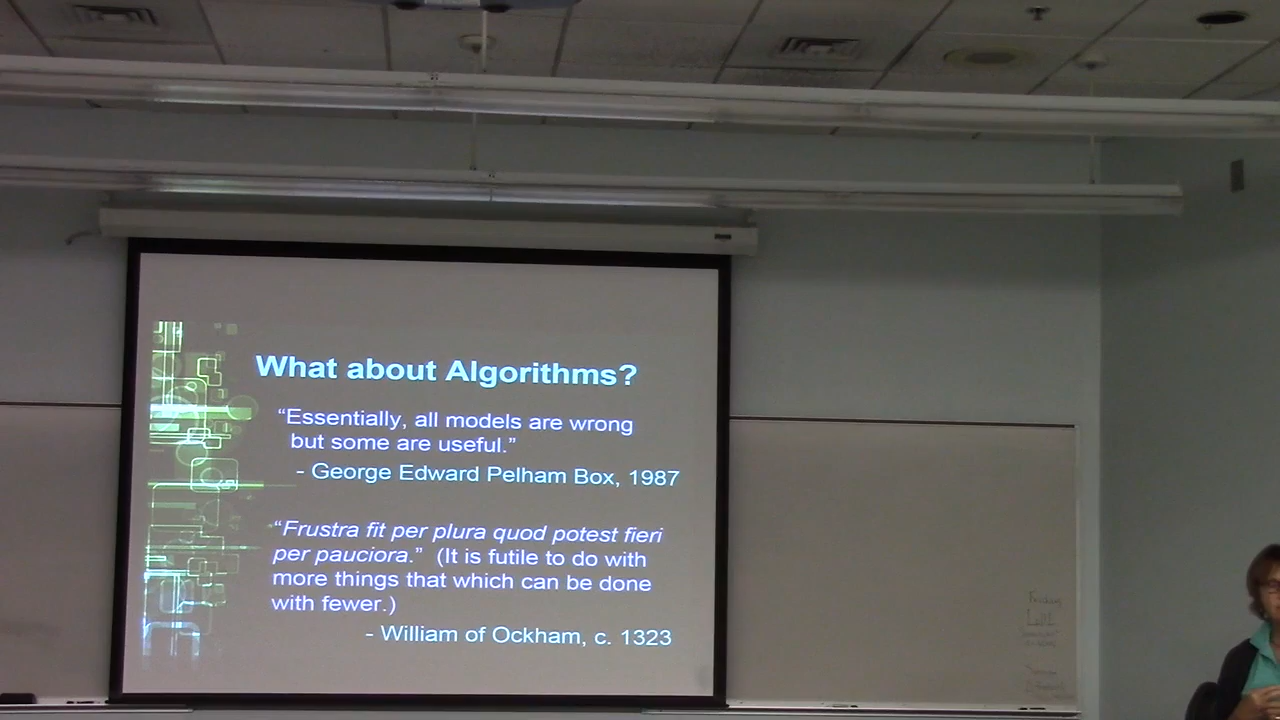 What about Algorithms?
“Essentially, all models are wrong
but some are useful.”
- George Edward Pelham Box, 1987
“Frustra fit per plura quod potest fieri
per pauciora.” (It is futile to do with
more things that which can be done
with fewer.)
- William of Ockham, c. 1323